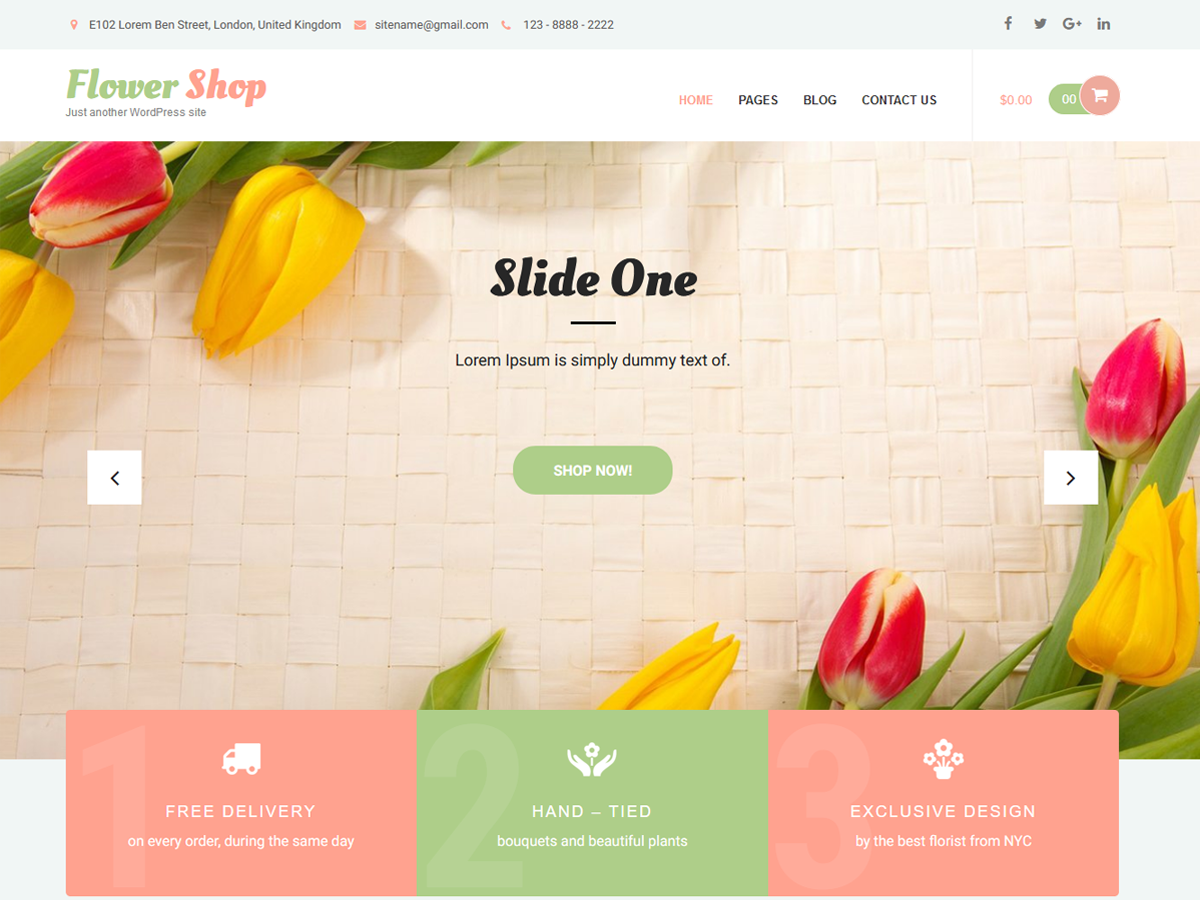 E102 Lorem Ben Street, London, United Kingdom sitename@gmail.com 123 - 8888 - 2222
Flower Shop
Just another WordPress site
HOME PAGES BLOG CONTACT US $0.00 00
Slide One
Lorem Ipsum is simply dummy text of.
SHOP NOW!
1
FREE DELIVERY
on every order, during the same day
2
HAND – TIED
bouquets and beautiful plants
3
EXCLUSIVE DESIGN
by the best florist from NYC